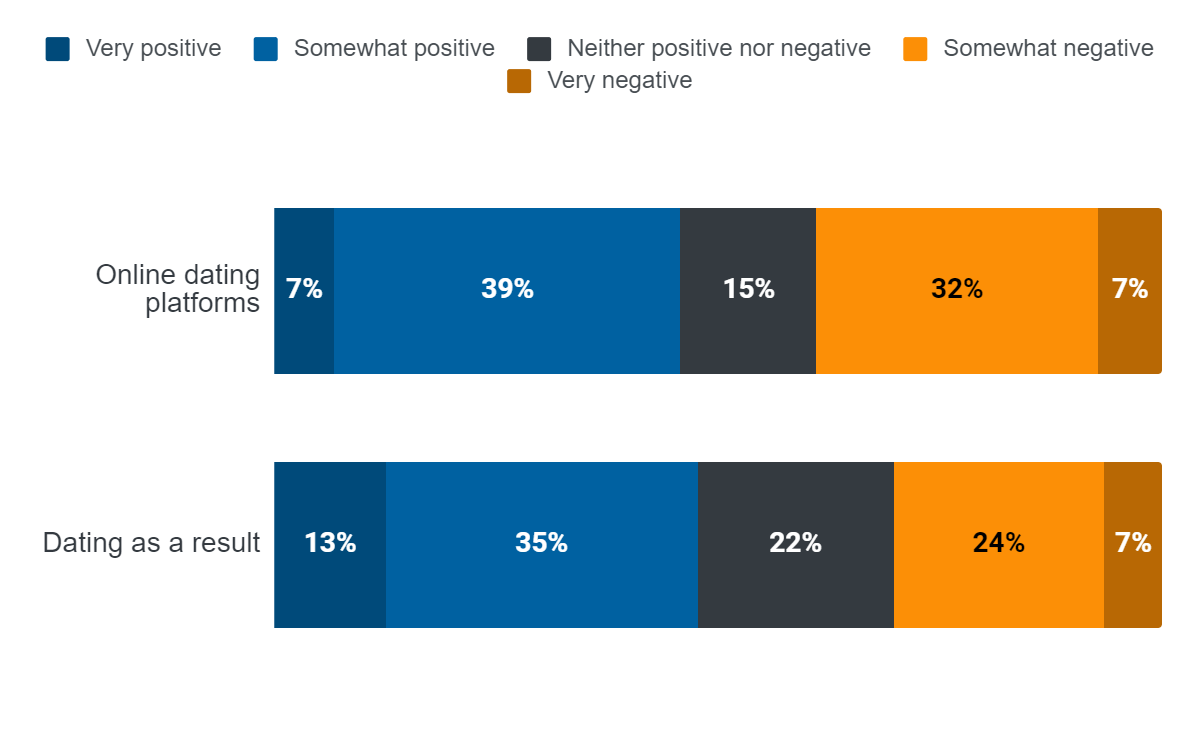 Very positive Somewhat positive Neither positive nor negative Somewhat negative
Very negative
Online dating
platforms
7% 39% 15% 32% 7%
Dating as a result 13% 35% 22% 24% 7%